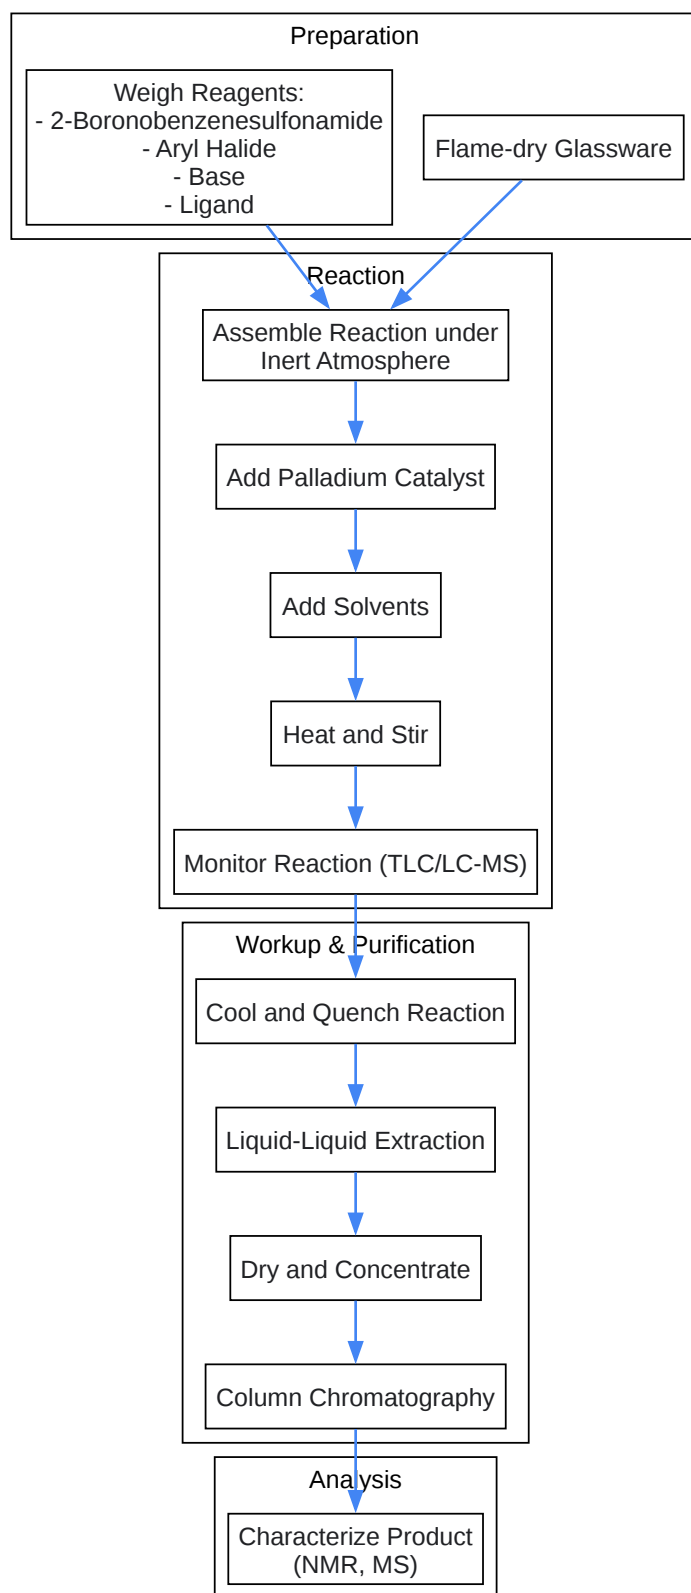 Preparation
Weigh Reagents:
- 2-Boronobenzenesulfonamide
- Aryl Halide
- Base
- Ligand
Flame-dry Glassware
Reaction
Assemble Reaction under
Inert Atmosphere
Add Palladium Catalyst
Add Solvents
Heat and Stir
Monitor Reaction (TLC/LC-MS)
Workup & Purification
Cool and Quench Reaction
Liquid-Liquid Extraction
Dry and Concentrate
Column Chromatography
Analysis
Characterize Product
(NMR, MS)